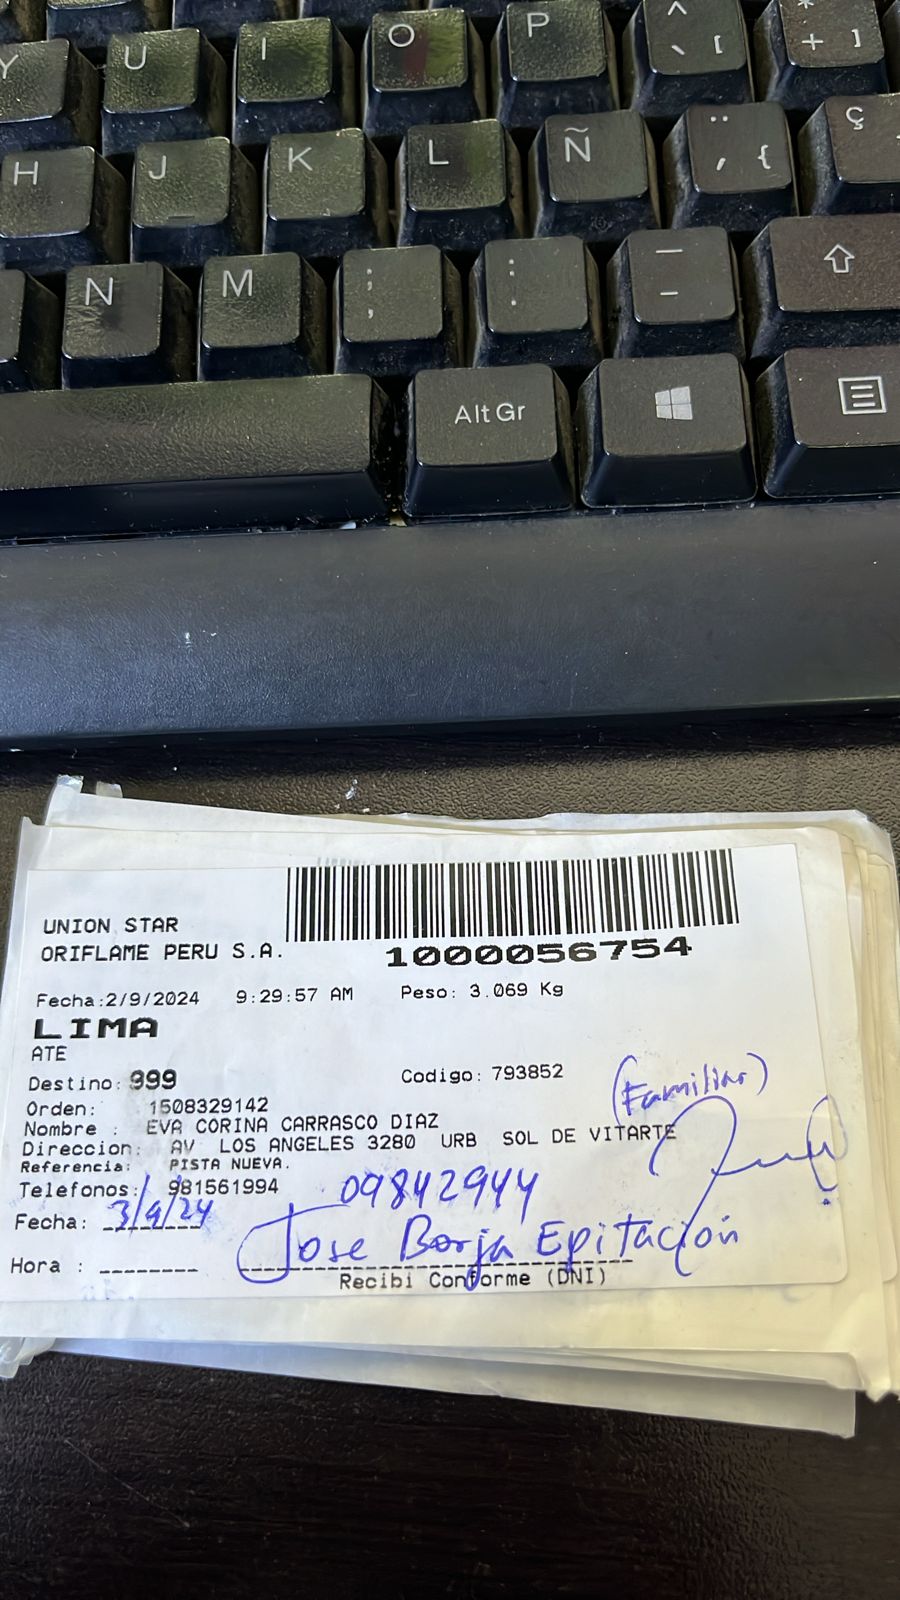 Y U I O P ^ ` [ * + ]
H J K L Ñ ¨ ´ { ç
N M ; , : . _ -
Alt Gr
UNION STAR
ORIFLAME PERU S.A.
1000056754
Fecha:2/9/2024 9:29:57 AM Peso: 3.069 Kg
LIMA
ATE
Destino: 999 Codigo: 793852
(Familiar)
Orden: 1508329142
Nombre : EVA CORINA CARRASCO DIAZ
Direccion: AV LOS ANGELES 3280 URB SOL DE VITARTE
Referencia: PISTA NUEVA.
Telefonos: 981561994 09842944
Fecha: 3/9/24
Jose Borja Epitación
Hora : --------
Recibi Conforme (DNI)